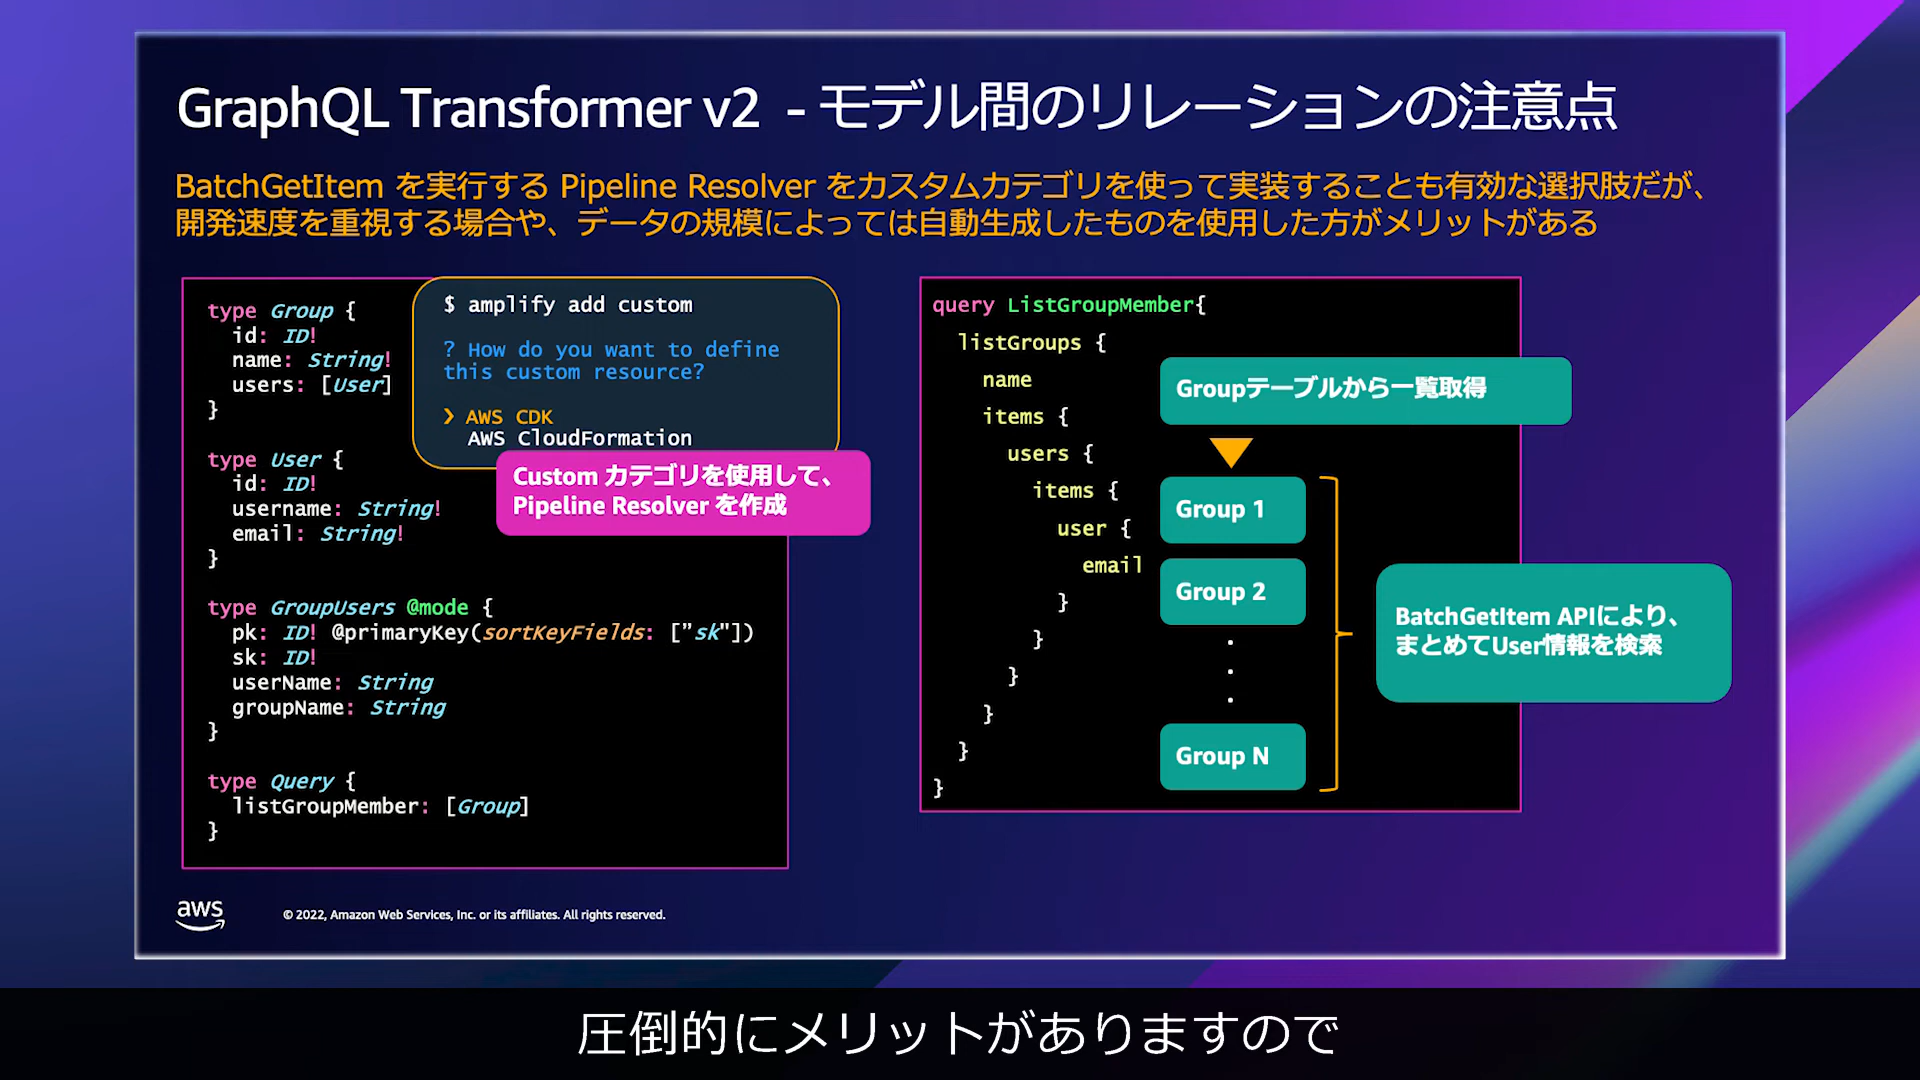 GraphQL Transformer v2 - モデル間のリレーションの注意点
BatchGetItem を実行する Pipeline Resolver をカスタムカテゴリを使って実装することも有効な選択肢だが、
開発速度を重視する場合や、データの規模によっては自動生成したものを使用した方がメリットがある
type Group {
id: ID!
name: String!
users: [User]
}
type User {
id: ID!
username: String!
email: String!
}
type GroupUsers @mode {
pk: ID! @primaryKey(sortKeyFields: ["sk"])
sk: ID!
userName: String
groupName: String
}
type Query {
listGroupMember: [Group]
}
$ amplify add custom
? How do you want to define
this custom resource?
❯ AWS CDK
AWS CloudFormation
Custom カテゴリを使用して、
Pipeline Resolver を作成
query ListGroupMember{
listGroups {
name
items {
users {
items {
user {
email
}
}
}
}
}
}
Groupテーブルから一覧取得
Group 1
Group 2
Group N
BatchGetItem APIにより、
まとめてUser情報を検索
aws
© 2022, Amazon Web Services, Inc. or its affiliates. All rights reserved.
圧倒的にメリットがありますので